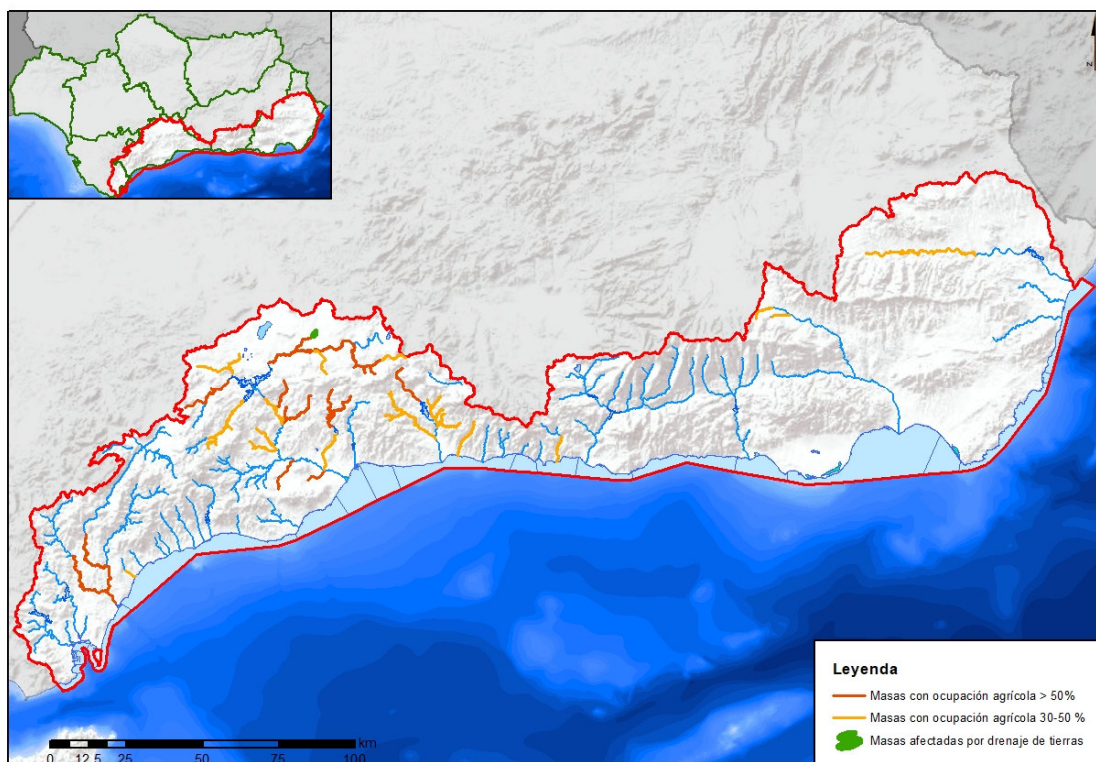 N
Leyenda
Masas con ocupación agrícola > 50%
Masas con ocupación agrícola 30-50 %
Masas afectadas por drenaje de tierras
km
0 12,5 25 50 75 100